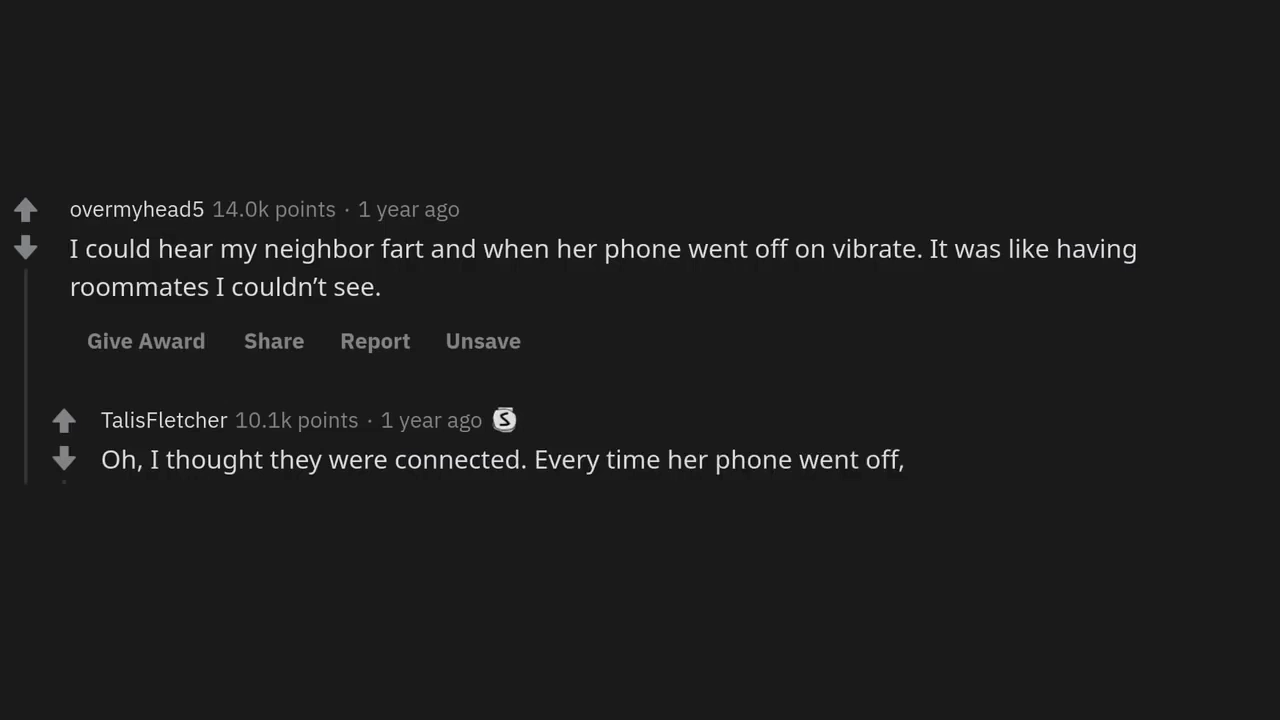 overmyhead5 14.0k points · 1 year ago
I could hear my neighbor fart and when her phone went off on vibrate. It was like having
roommates I couldn’t see.
Give Award Share Report Unsave
TalisFletcher 10.1k points · 1 year ago S
Oh, I thought they were connected. Every time her phone went off,